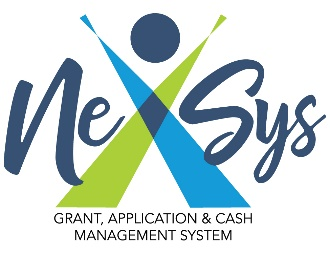 NeXSys
GRANT, APPLICATION & CASH
MANAGEMENT SYSTEM